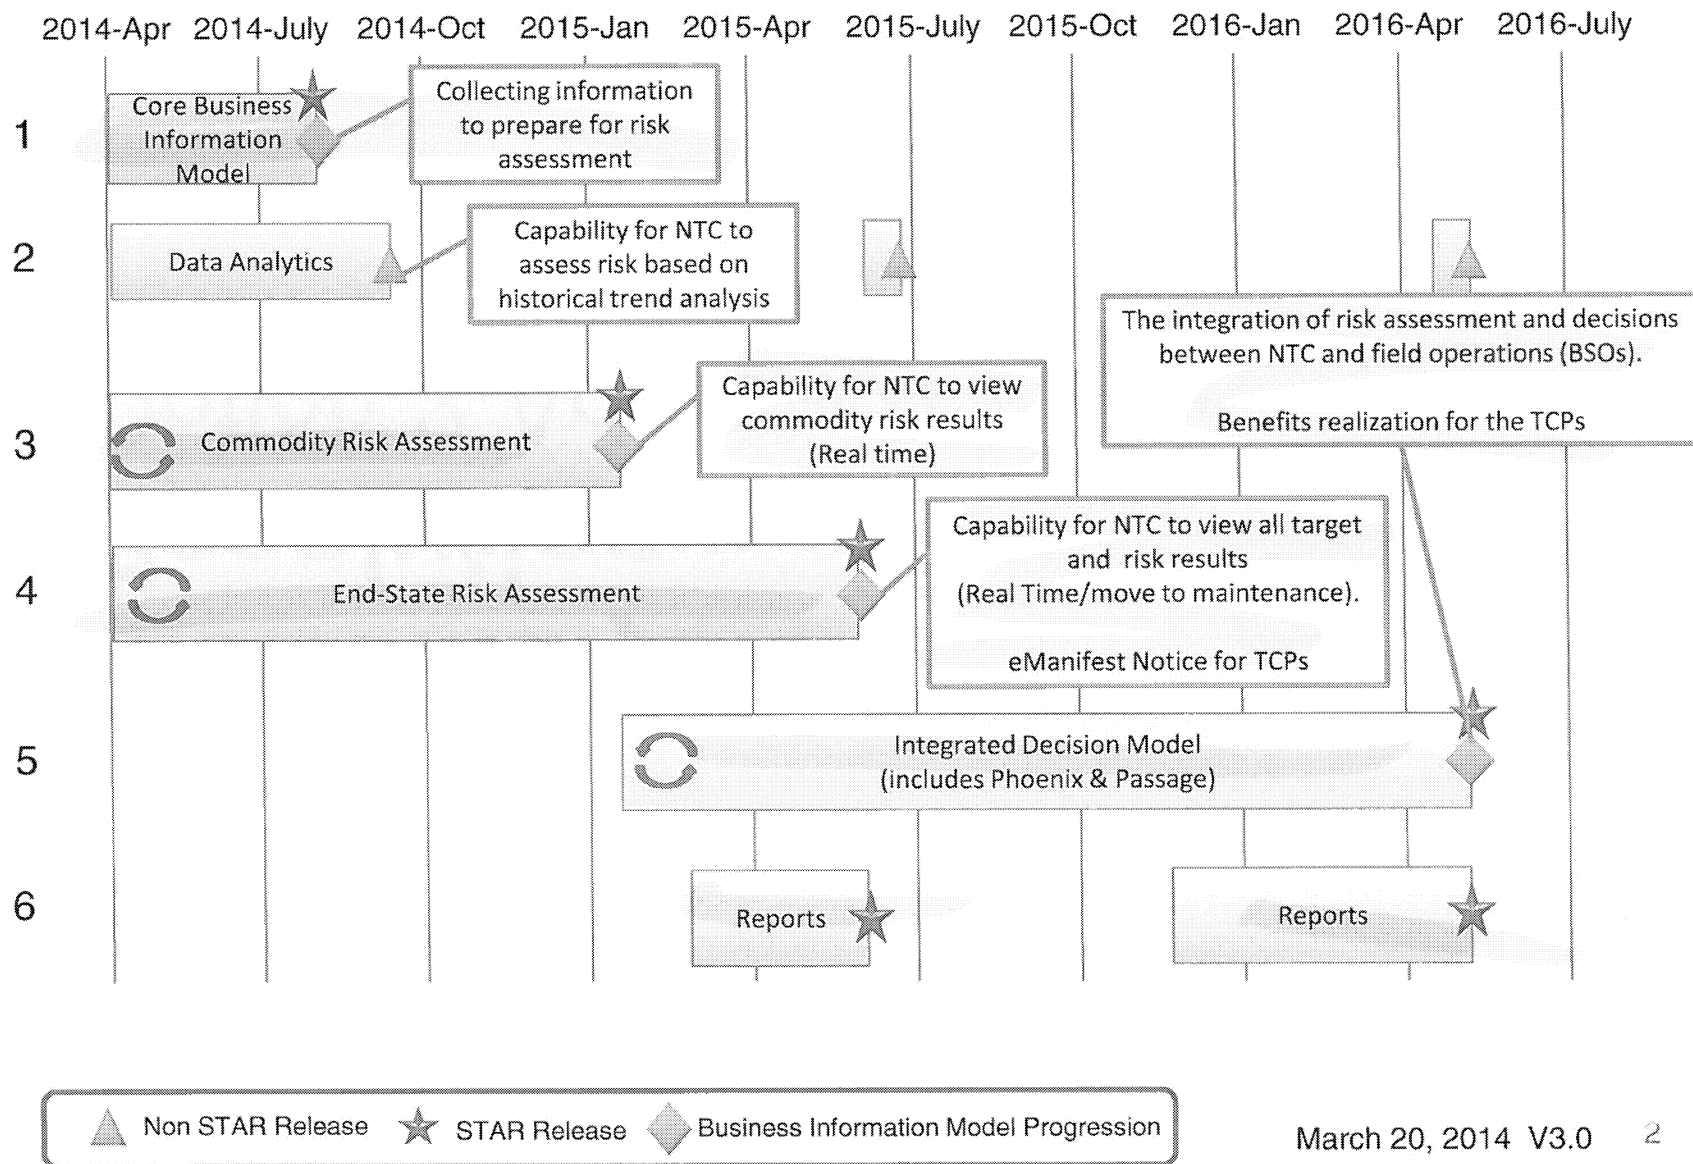 2014-Apr 2014-July 2014-Oct 2015-Jan 2015-Apr 2015-July 2015-Oct 2016-Jan 2016-Apr 2016-July
1
Core Business
Information
Model
Collecting information
to prepare for risk
assessment
2
Data Analytics
Capability for NTC to
assess risk based on
historical trend analysis
The integration of risk assessment and decisions
between NTC and field operations (BSOs).
Benefits realization for the TCPs
3
Commodity Risk Assessment
Capability for NTC to view
commodity risk results
(Real time)
4
End-State Risk Assessment
Capability for NTC to view all target
and risk results
(Real Time/move to maintenance).
eManifest Notice for TCPs
5
Integrated Decision Model
(includes Phoenix & Passage)
6
Reports
Reports
Non STAR Release
STAR Release
Business Information Model Progression
March 20, 2014 V3.0
2